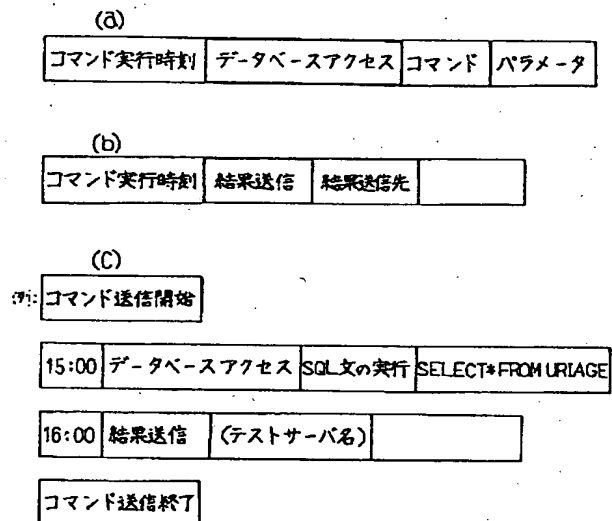 (a)
コマンド実行時刻 データベースアクセス コマンド パラメータ
(b)
コマンド実行時刻 結果送信 結果送信先
(C)
例: コマンド送信開始
15:00 データベースアクセス SQL文の実行 SELECT*FROM URIAGE
16:00 結果送信 (テストサーバ名)
コマンド送信終了